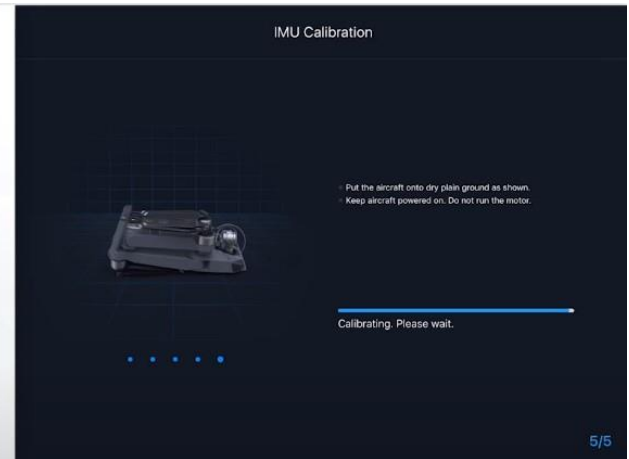 IMU Calibration
Put the aircraft onto dry plain ground as shown.
Keep aircraft powered on. Do not run the motor.
Calibrating. Please wait.
5/5